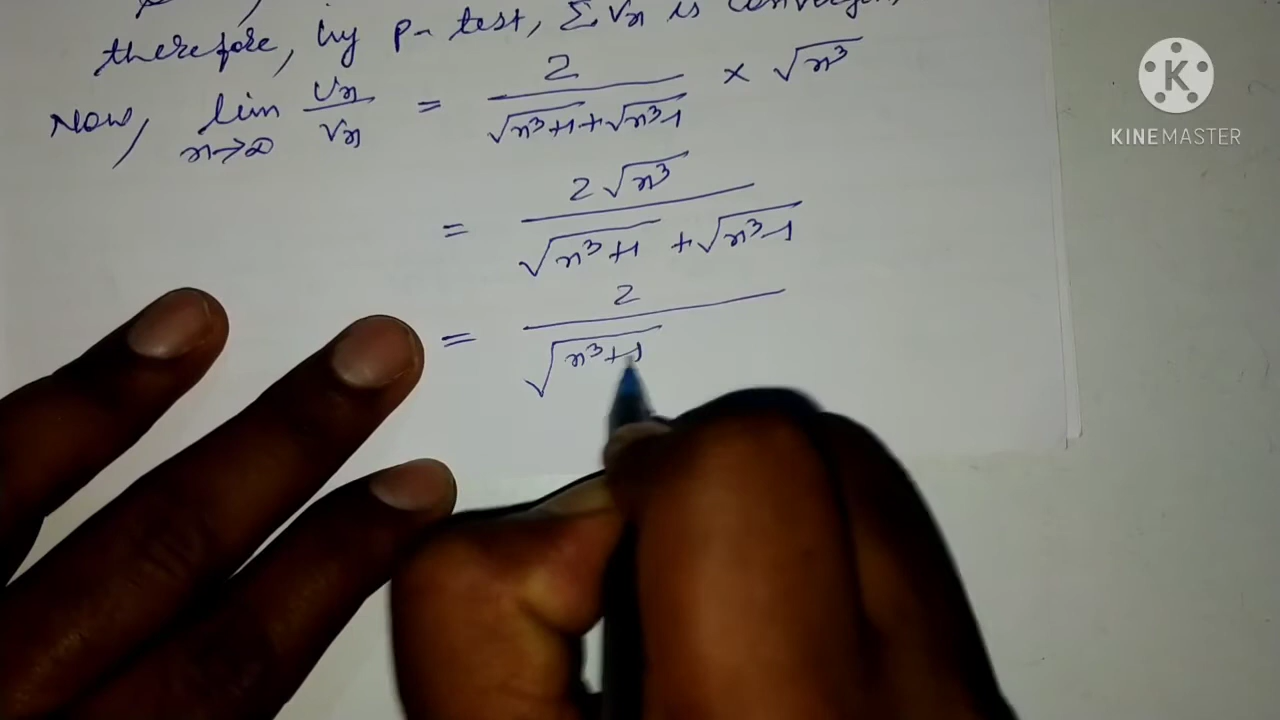 therefore, by p- test, Σ Vn is
Now, lim n→∞ Un/Vn = 2/(√n³+1 + √n³-1) × √n³
= 2√n³/(√n³+1 + √n³-1)
= 2/√n³+1
K
KINEMASTER